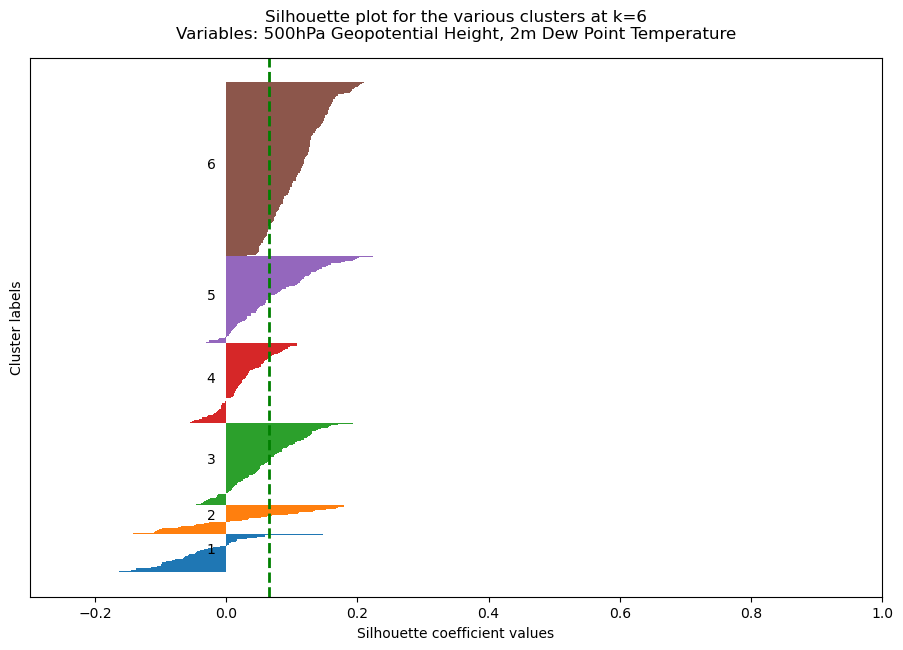 Silhouette plot for the various clusters at k=6
Variables: 500hPa Geopotential Height, 2m Dew Point Temperature
Cluster labels
6
5
4
3
2
1
−0.2 0.0 0.2 0.4 0.6 0.8 1.0
Silhouette coefficient values